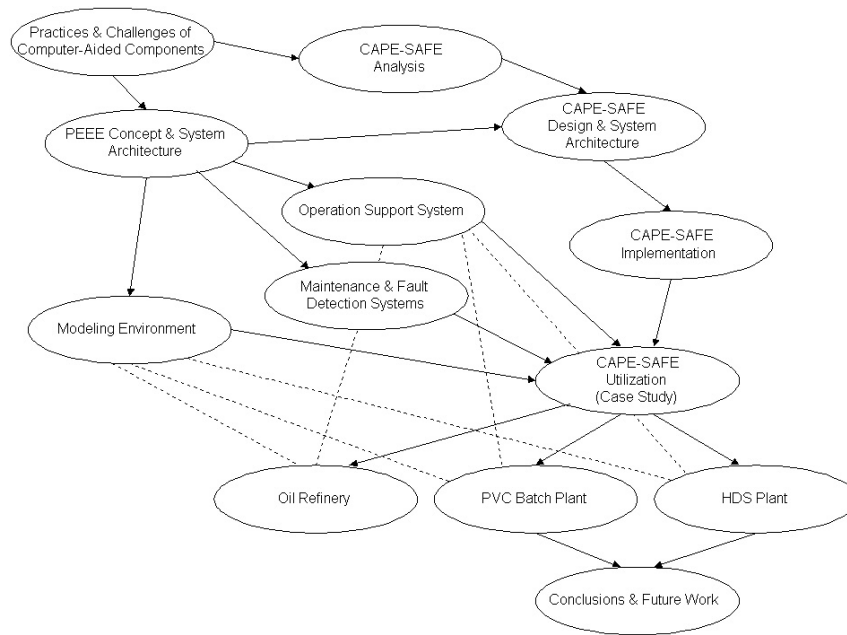 Practices & Challenges of
Computer-Aided Components
CAPE-SAFE
Analysis
PEEE Concept & System
Architecture
CAPE-SAFE
Design & System
Architecture
Operation Support System
CAPE-SAFE
Implementation
Maintenance & Fault
Detection Systems
Modeling Environment
CAPE-SAFE
Utilization
(Case Study)
Oil Refinery
PVC Batch Plant
HDS Plant
Conclusions & Future Work